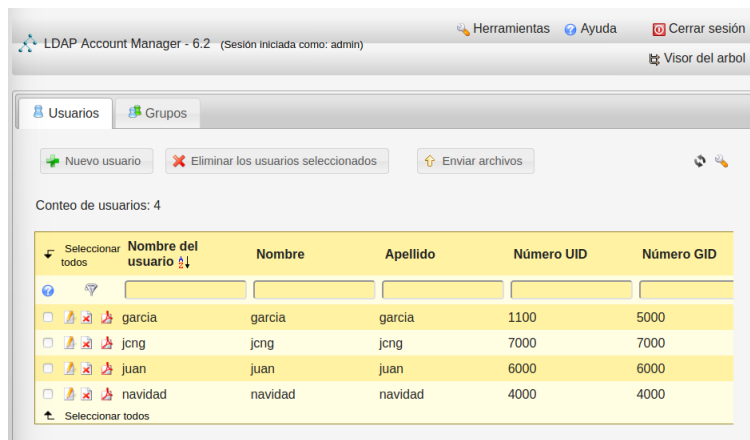 LDAP Account Manager - 6.2 (Sesión iniciada como: admin)
Herramientas Ayuda Cerrar sesión
Visor del arbol
Usuarios Grupos
Nuevo usuario Eliminar los usuarios seleccionados Enviar archivos
Conteo de usuarios: 4
Seleccionar todos Nombre del usuario Nombre Apellido Número UID Número GID
garcia garcia garcia 1100 5000
jcng jcng jcng 7000 7000
juan juan juan 6000 6000
navidad navidad navidad 4000 4000
Seleccionar todos